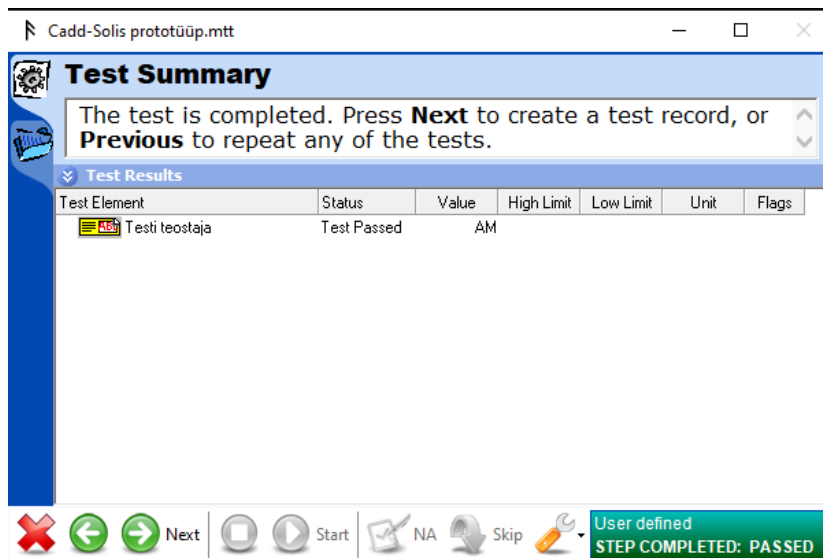 Cadd-Solis prototüüp.mtt
Test Summary
The test is completed. Press Next to create a test record, or
Previous to repeat any of the tests.
Test Results
Test Element Status Value High Limit Low Limit Unit Flags
Testi teostaja Test Passed AM
Next Start NA Skip User defined
STEP COMPLETED: PASSED